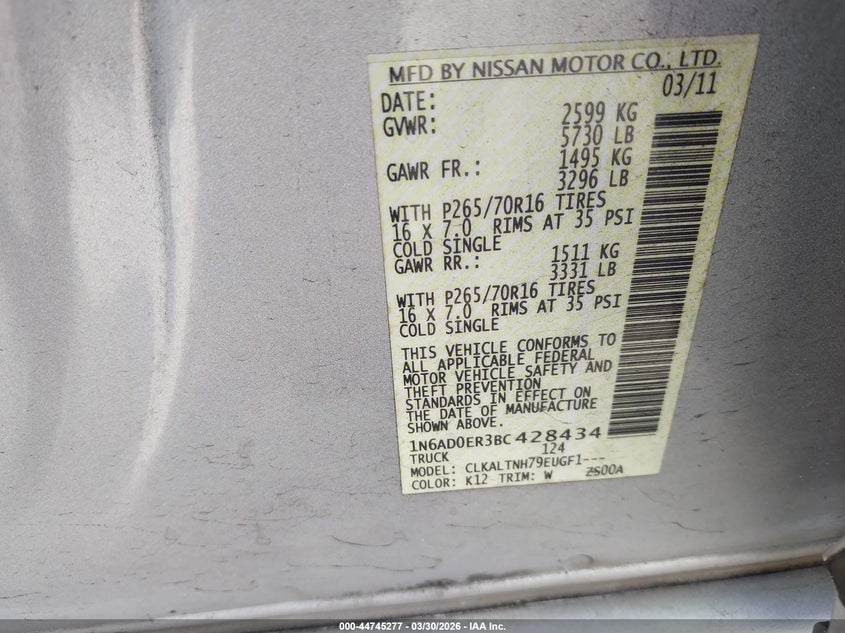 MFD BY NISSAN MOTOR CO., LTD.
DATE: 03/11
GVWR: 2599 KG
5730 LB
GAWR FR.: 1495 KG
3296 LB
WITH P265/70R16 TIRES
16 X 7.0 RIMS AT 35 PSI
COLD SINGLE
GAWR RR.: 1511 KG
3331 LB
WITH P265/70R16 TIRES
16 X 7.0 RIMS AT 35 PSI
COLD SINGLE
THIS VEHICLE CONFORMS TO
ALL APPLICABLE FEDERAL
MOTOR VEHICLE SAFETY AND
THEFT PREVENTION
STANDARDS IN EFFECT ON
THE DATE OF MANUFACTURE
SHOWN ABOVE.
1N6AD0ER3BC428434
TRUCK 124
MODEL: CLKALTNH79EUGF1---
COLOR: K12 TRIM: W ZS00A
000-44745277 - 03/30/2026 - IAA Inc.